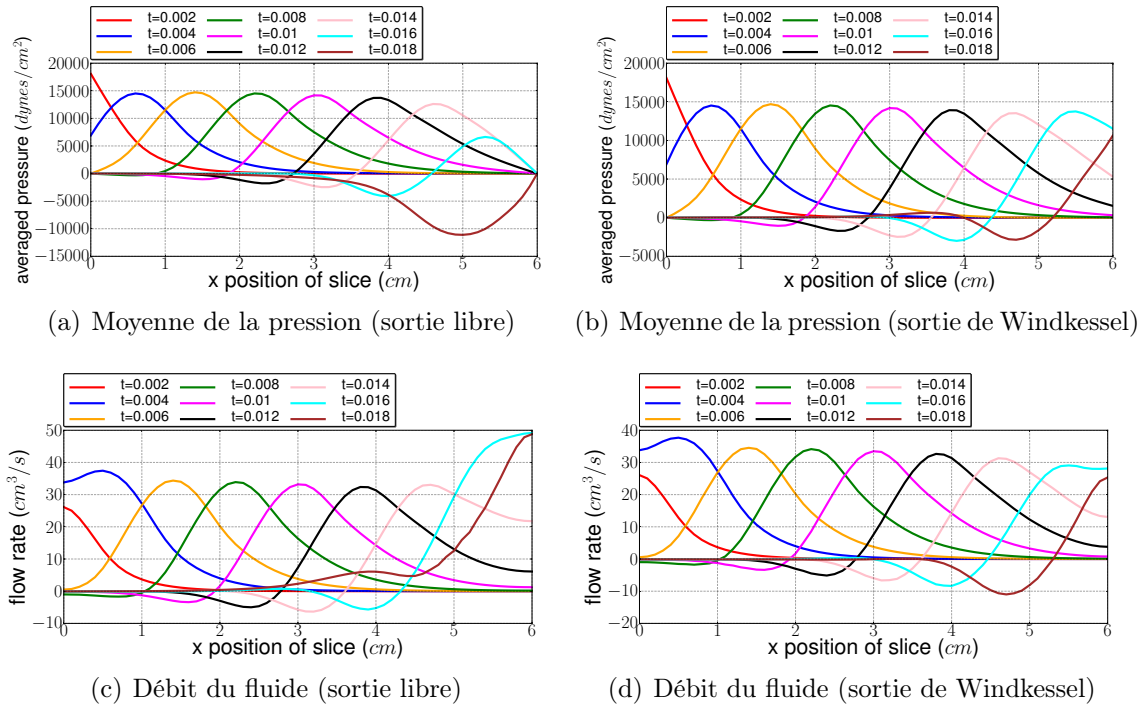 t=0.002 t=0.008 t=0.014
t=0.004 t=0.01 t=0.016
t=0.006 t=0.012 t=0.018
20000
15000
10000
5000
0
−5000
−10000
−15000
averaged pressure (dynes/cm²)
0 1 2 3 4 5 6
x position of slice (cm)
(a) Moyenne de la pression (sortie libre)
t=0.002 t=0.008 t=0.014
t=0.004 t=0.01 t=0.016
t=0.006 t=0.012 t=0.018
20000
15000
10000
5000
0
−5000
averaged pressure (dynes/cm²)
0 1 2 3 4 5 6
x position of slice (cm)
(b) Moyenne de la pression (sortie de Windkessel)
t=0.002 t=0.008 t=0.014
t=0.004 t=0.01 t=0.016
t=0.006 t=0.012 t=0.018
50
40
30
20
10
0
−10
flow rate (cm³/s)
0 1 2 3 4 5 6
x position of slice (cm)
(c) Débit du fluide (sortie libre)
t=0.002 t=0.008 t=0.014
t=0.004 t=0.01 t=0.016
t=0.006 t=0.012 t=0.018
40
30
20
10
0
−10
−20
flow rate (cm³/s)
0 1 2 3 4 5 6
x position of slice (cm)
(d) Débit du fluide (sortie de Windkessel)